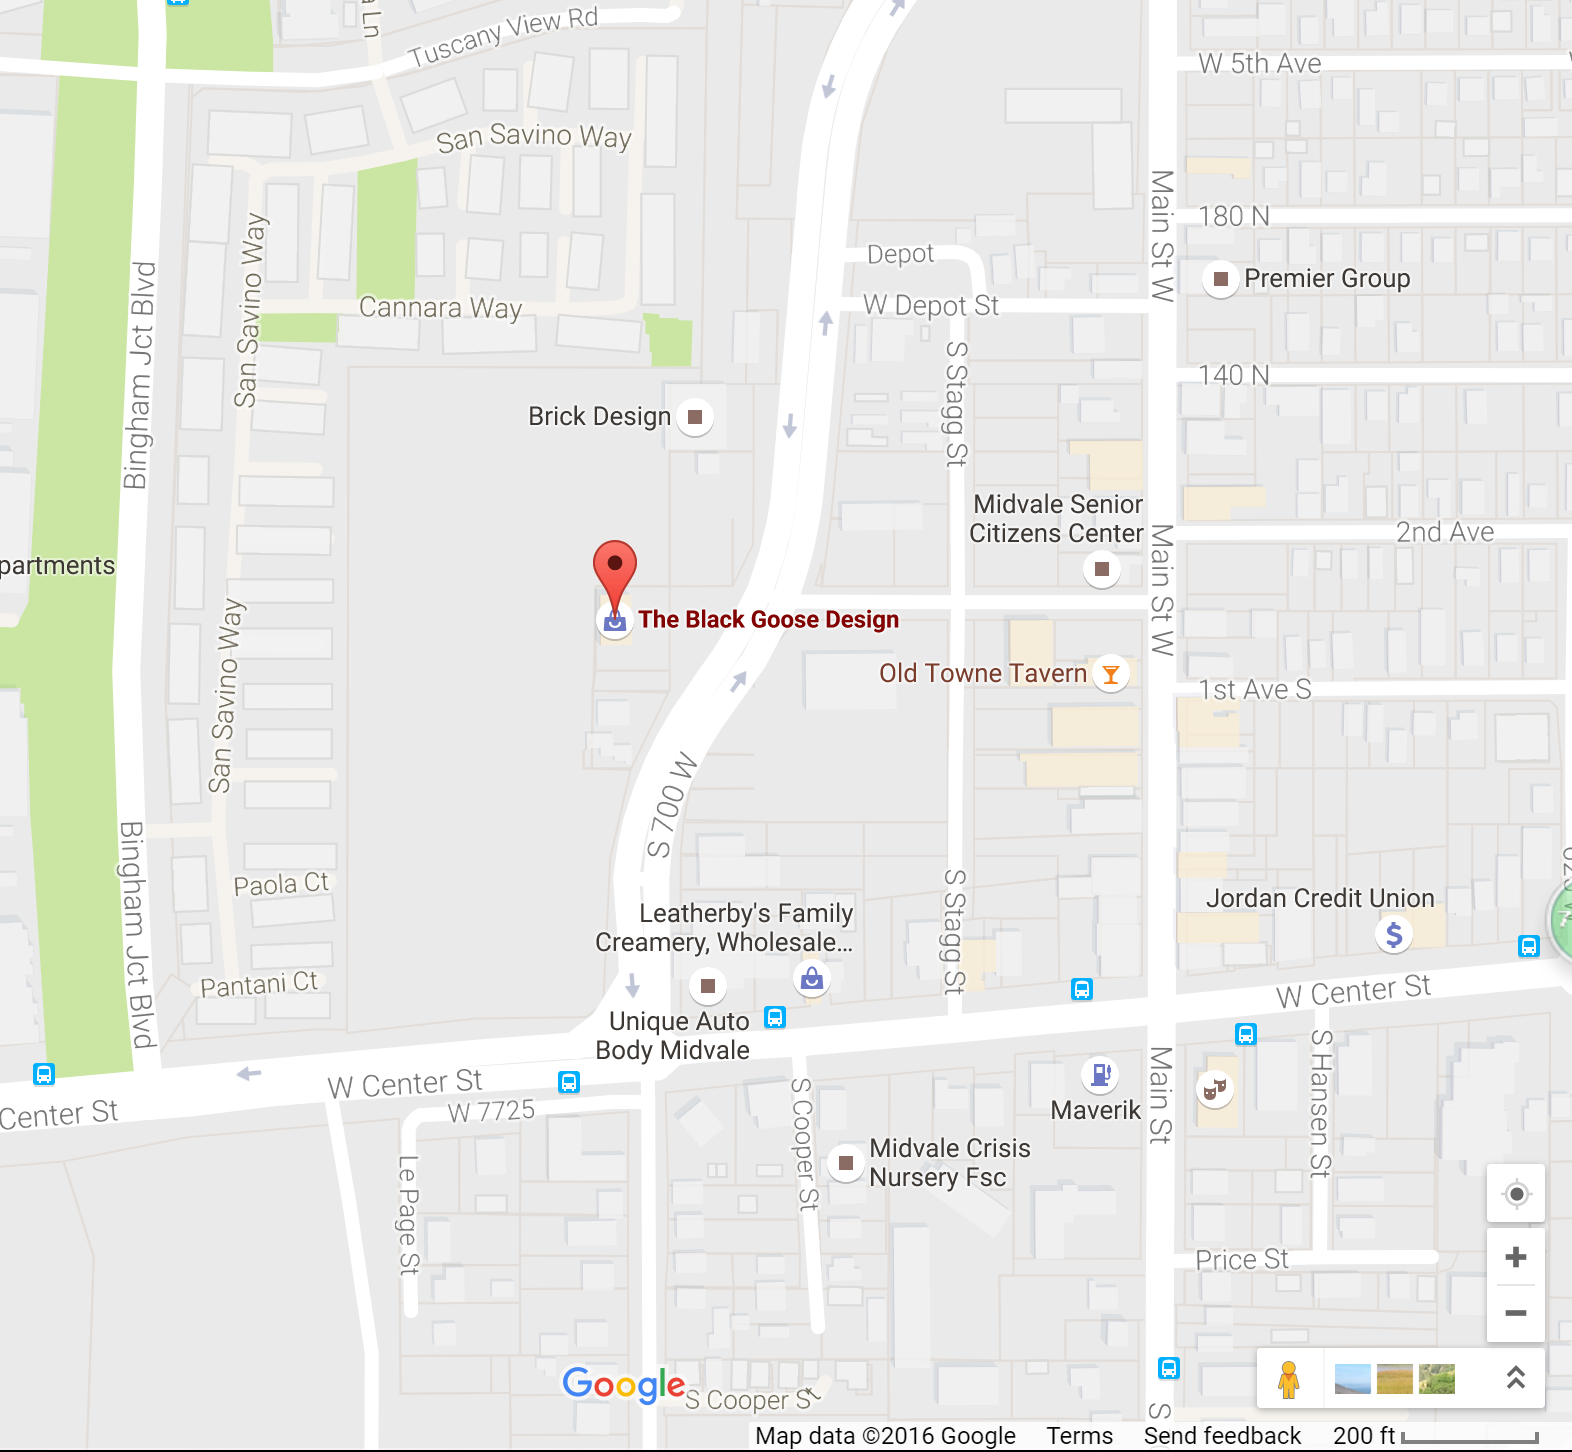 Tuscany View Rd
Ln
W 5th Ave
San Savino Way
Main St W
180 N
San Savino Way
Depot
Bingham Jct Blvd
Premier Group
Cannara Way
W Depot St
S Stagg St
140 N
Brick Design
Midvale Senior
Citizens Center
Main St W
2nd Ave
partments
The Black Goose Design
San Savino Way
Old Towne Tavern
1st Ave S
S 700 W
Bingham Jct Blvd
Paola Ct
S Stagg St
Jordan Credit Union
Leatherby's Family
Creamery, Wholesale...
Pantani Ct
W Center St
Unique Auto
Body Midvale
W Center St
Center St
W 7725
S Cooper St
Maverik
Main St
S Hansen St
Midvale Crisis
Nursery Fsc
Le Page St
Price St
Google
S Cooper St
S
Map data ©2016 Google Terms Send feedback 200 ft